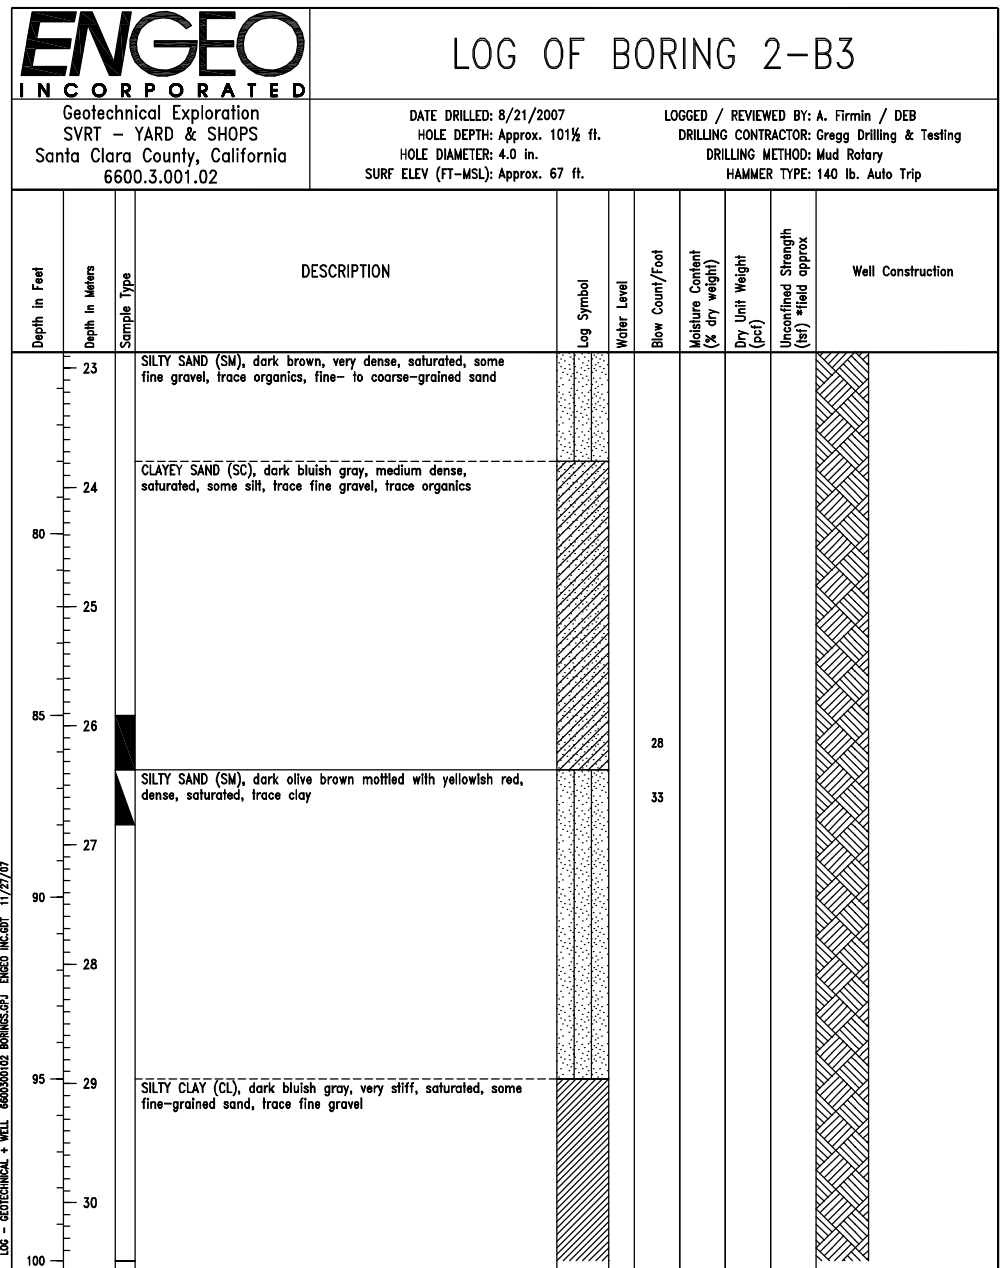 ENGEO
INCORPORATED
LOG OF BORING 2-B3
Geotechnical Exploration
SVRT - YARD & SHOPS
Santa Clara County, California
6600.3.001.02
DATE DRILLED: 8/21/2007
HOLE DEPTH: Approx. 101½ ft.
HOLE DIAMETER: 4.0 in.
SURF ELEV (FT-MSL): Approx. 67 ft.
LOGGED / REVIEWED BY: A. Firmin / DEB
DRILLING CONTRACTOR: Gregg Drilling & Testing
DRILLING METHOD: Mud Rotary
HAMMER TYPE: 140 lb. Auto Trip
Depth in Feet
Depth in Meters
Sample Type
DESCRIPTION
Log Symbol
Water Level
Blow Count/Foot
Moisture Content
(% dry weight)
Dry Unit Weight
(pcf)
Unconfined Strength
(tsf) *field approx
Well Construction
SILTY SAND (SM), dark brown, very dense, saturated, some
fine gravel, trace organics, fine- to coarse-grained sand
23
CLAYEY SAND (SC), dark bluish gray, medium dense,
saturated, some silt, trace fine gravel, trace organics
24
80
25
85
26
28
SILTY SAND (SM), dark olive brown mottled with yellowish red,
dense, saturated, trace clay
33
27
90
28
95
29
SILTY CLAY (CL), dark bluish gray, very stiff, saturated, some
fine-grained sand, trace fine gravel
30
100
LOG - GEOTECHNICAL + WELL 6600300102 BORINGS.GPJ ENGEO INC.GDT 11/27/07